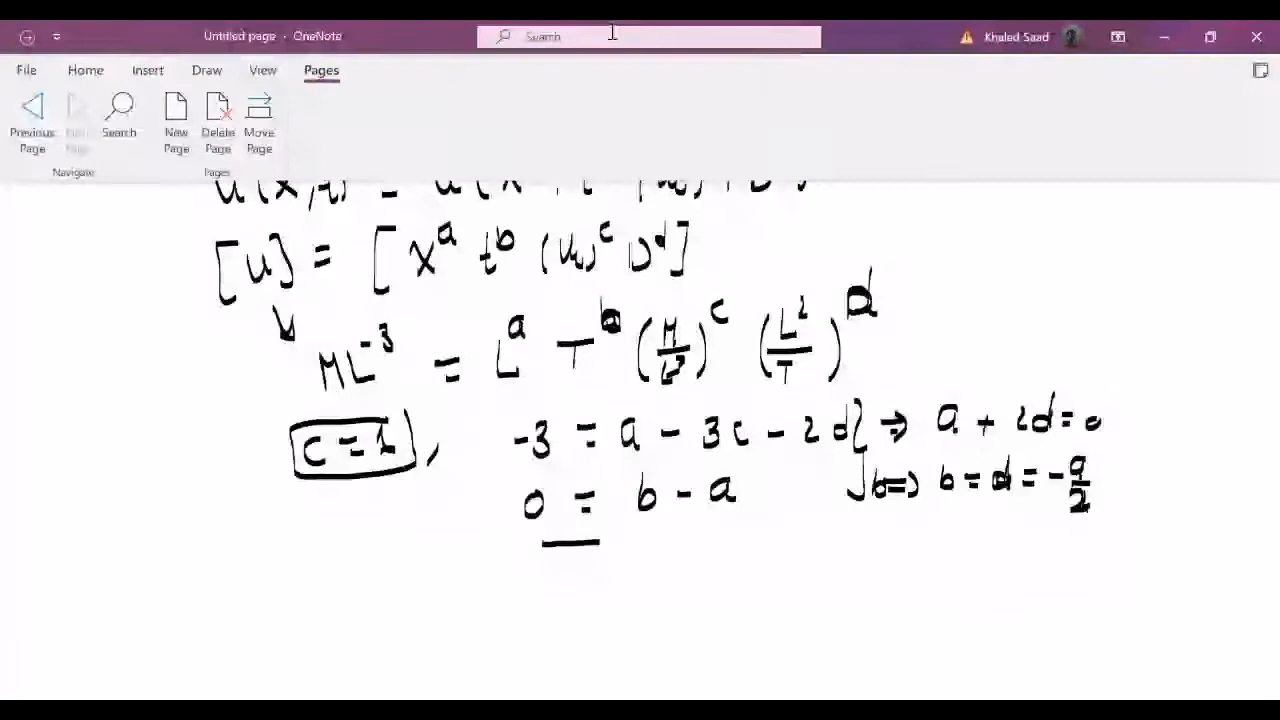 Untitled page - OneNote
Search
Khaled Saad
File Home Insert Draw View Pages
Previous Page
Search
New Page
Delete Page
Move Page
Navigate
Pages
[u] = [x^a t^b (u₀)^c D^d]
ML^-3 = L^a T^b (M/L^3)^c (L^2/T)^d
c = 1 , -3 = a - 3c - 2d } ⇒ a + 2d = 0
0 = b - a b ⇒ b = d = -a/2